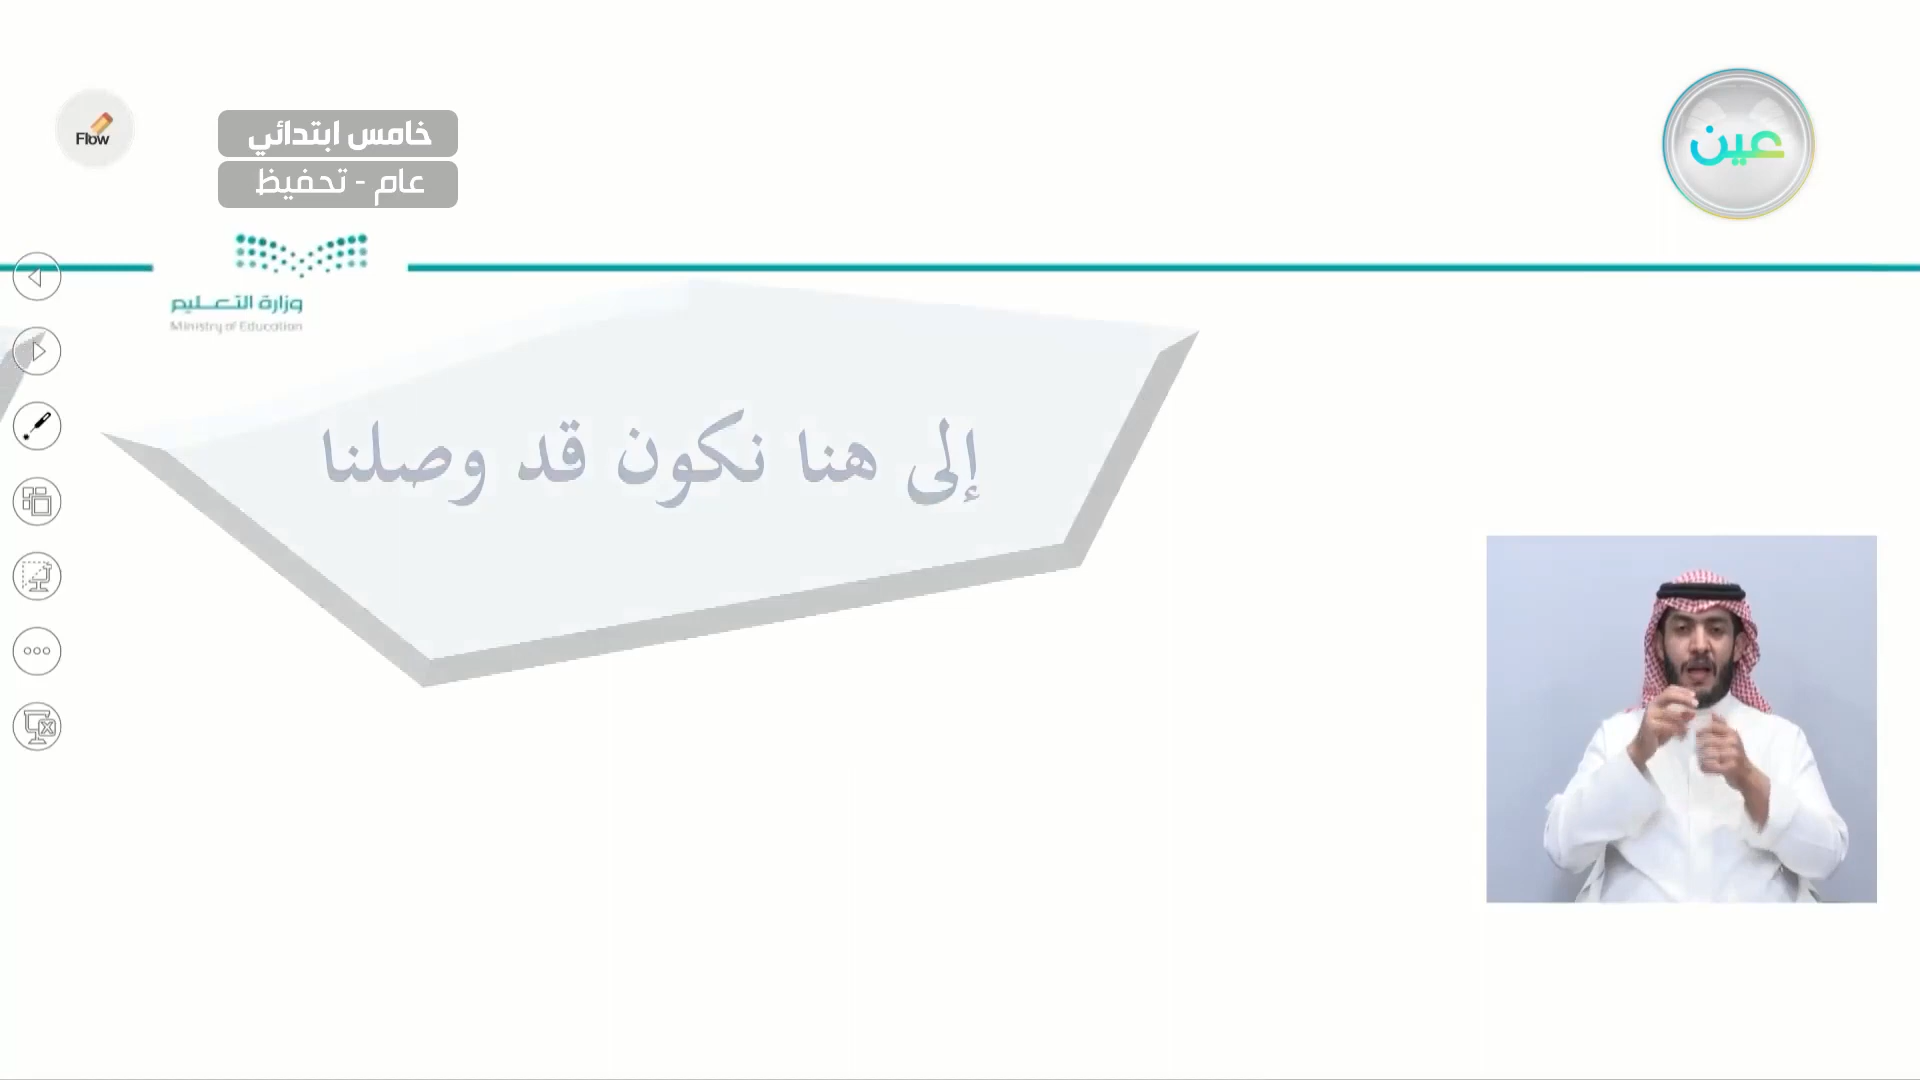 Flow
خامس ابتدائي
عام - تحفيظ
عين
وزارة التعليم
Ministry of Education
إلى هنا نكون قد وصلنا